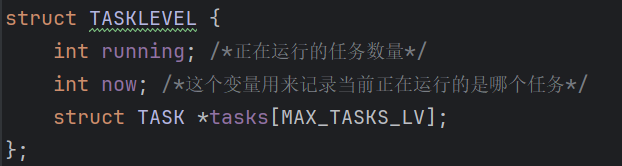 struct TASKLEVEL {
    int running; /*正在运行的任务数量*/
    int now; /*这个变量用来记录当前正在运行的是哪个任务*/
    struct TASK *tasks[MAX_TASKS_LV];
};